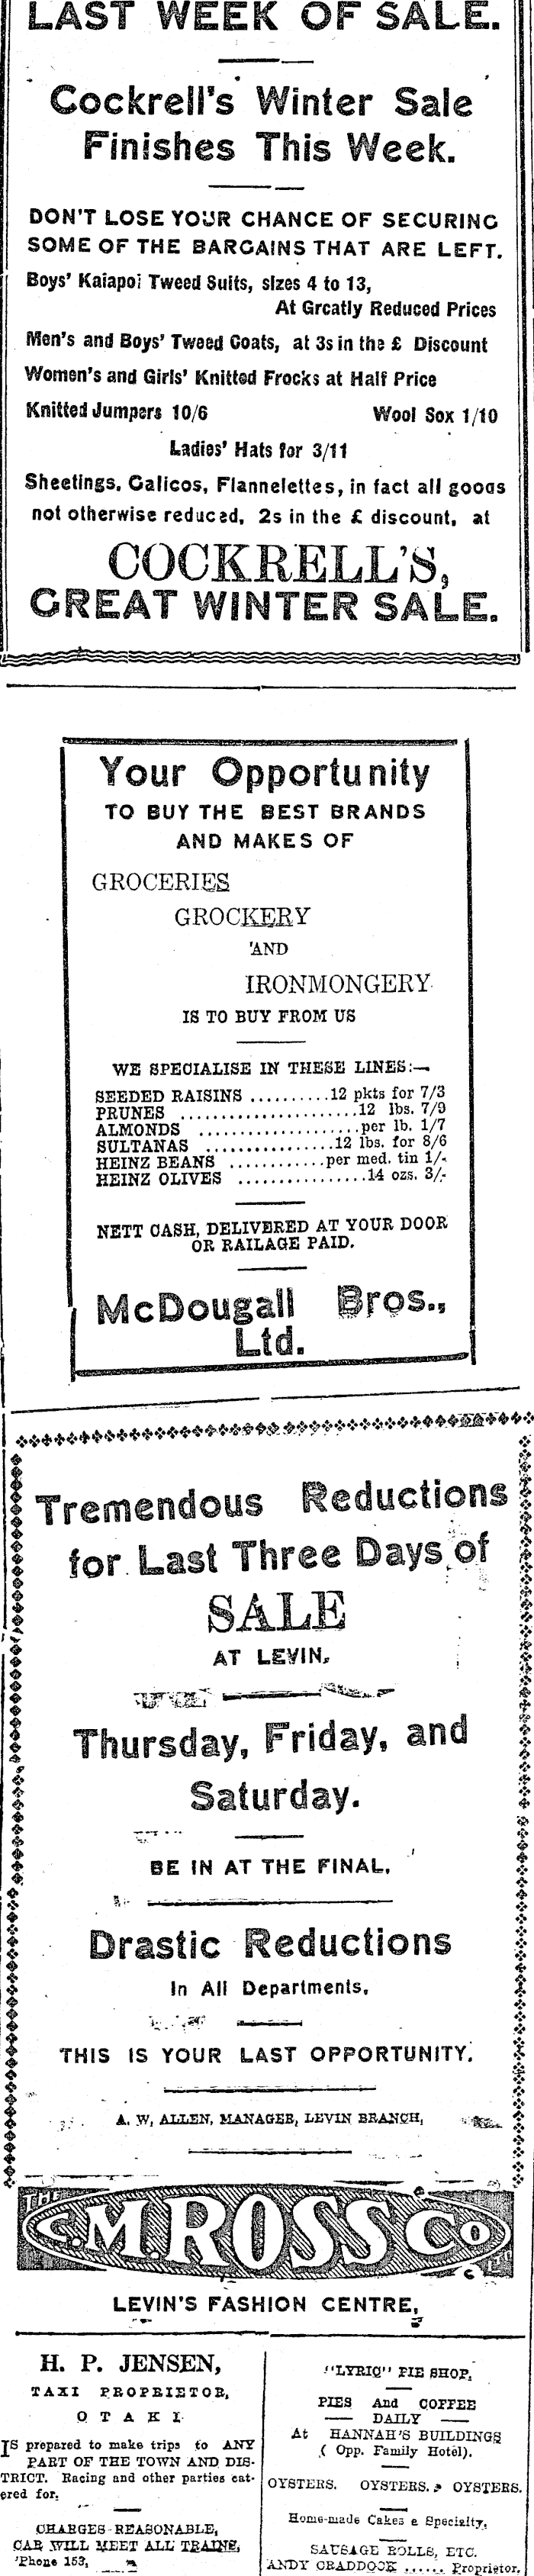 LAST WEEK OF SALE.
Cockrell's Winter Sale
Finishes This Week.
DON'T LOSE YOUR CHANCE OF SECURING
SOME OF THE BARGAINS THAT ARE LEFT.
Boys' Kaiapoi Tweed Suits, sizes 4 to 13,
At Greatly Reduced Prices
Men's and Boys' Tweed Coats, at 3s in the £ Discount
Women's and Girls' Knitted Frocks at Half Price
Knitted Jumpers 10/6 Wool Sox 1/10
Ladies' Hats for 3/11
Sheetings. Calicos, Flannelettes, in fact all goods
not otherwise reduced, 2s in the £ discount, at
COCKRELL'S,
GREAT WINTER SALE.
Your Opportunity
TO BUY THE BEST BRANDS
AND MAKES OF
GROCERIES
GROCKERY
AND
IRONMONGERY
IS TO BUY FROM US
WE SPECIALISE IN THESE LINES:—
SEEDED RAISINS ..........12 pkts for 7/3
PRUNES ......................12 lbs. 7/9
ALMONDS ....................per lb. 1/7
SULTANAS ................12 lbs. for 8/6
HEINZ BEANS ............per med. tin 1/-
HEINZ OLIVES ................14 ozs. 3/-
NETT CASH, DELIVERED AT YOUR DOOR
OR RAILAGE PAID.
McDougall Bros.,
Ltd.
Tremendous Reductions
for Last Three Days of
SALE
AT LEVIN.
Thursday, Friday, and
Saturday.
BE IN AT THE FINAL.
Drastic Reductions
In All Departments.
THIS IS YOUR LAST OPPORTUNITY.
A. W. ALLEN, MANAGER, LEVIN BRANCH,
THE C.M. ROSS Co
LEVIN'S FASHION CENTRE,
H. P. JENSEN,
TAXI PROPRIETOR,
OTAKI
IS prepared to make trips to ANY
PART OF THE TOWN AND DIS-
TRICT. Racing and other parties cat-
ered for.
CHARGES REASONABLE,
CAR WILL MEET ALL TRAINS,
'Phone 153,
"LYRIC" PIE SHOP,
PIES And COFFEE
— DAILY —
At HANNAH'S BUILDINGS
( Opp. Family Hotel).
OYSTERS. OYSTERS. OYSTERS.
Home-made Cakes a Speciality.
SAUSAGE ROLLS, ETC.
ANDY CRADDOCK ...... Proprietor.